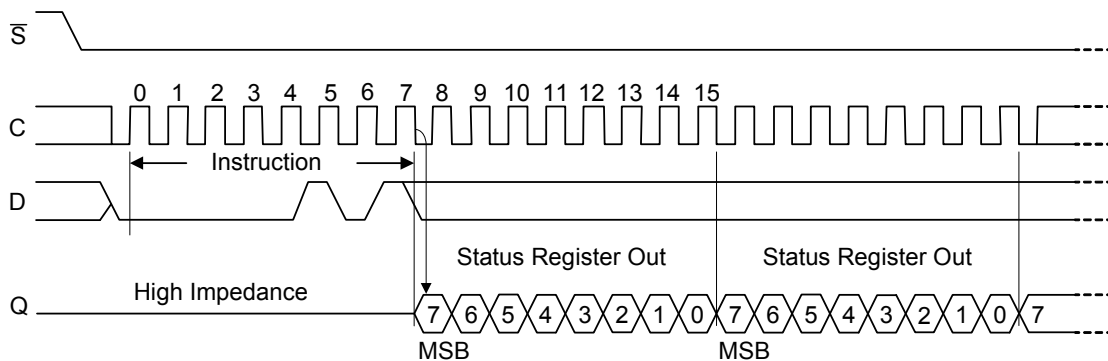 S
0 1 2 3 4 5 6 7 8 9 10 11 12 13 14 15
C
Instruction
D
Status Register Out Status Register Out
High Impedance
Q 7 6 5 4 3 2 1 0 7 6 5 4 3 2 1 0 7
MSB MSB